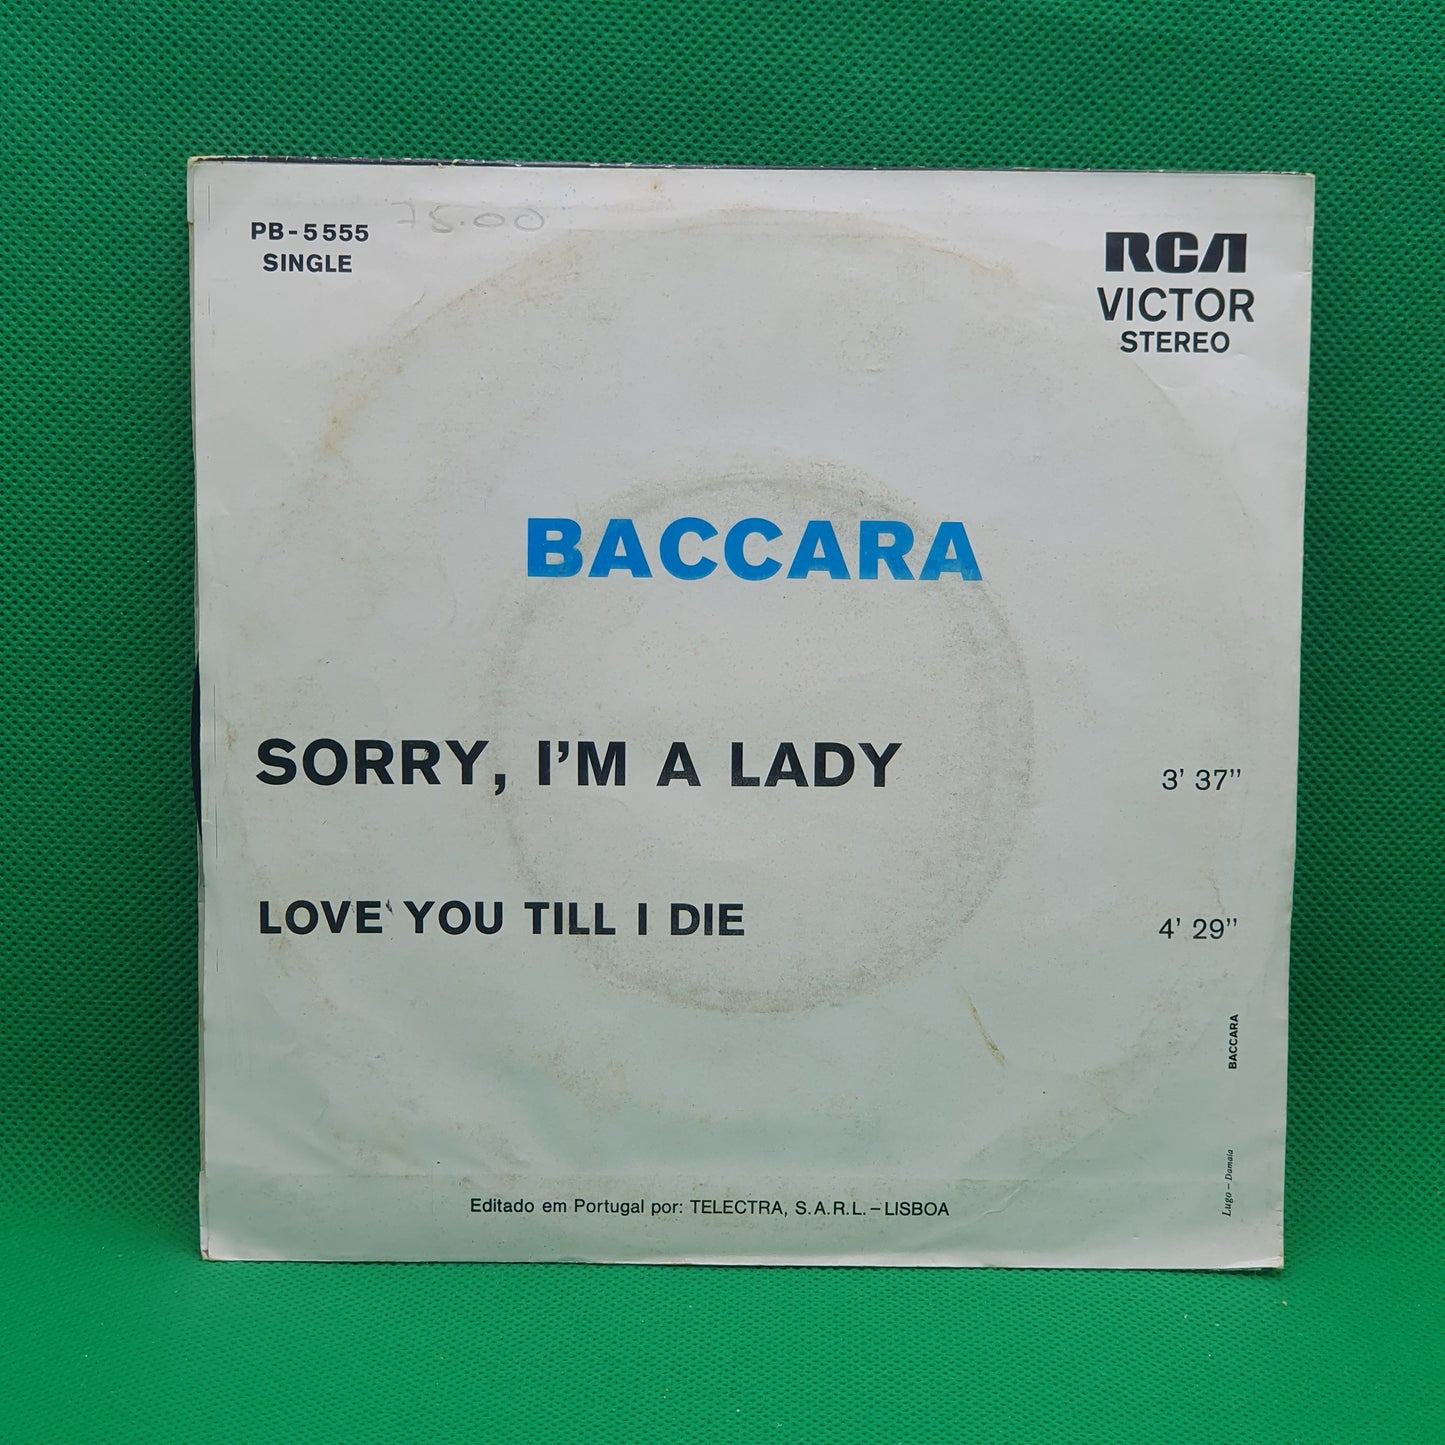 75.00
PB-5555
SINGLE
RCA
VICTOR
STEREO
BACCARA
SORRY, I'M A LADY 3' 37"
LOVE YOU TILL I DIE 4' 29"
BACCARA
Lugo - Damaia
Editado em Portugal por: TELECTRA, S.A.R.L. – LISBOA